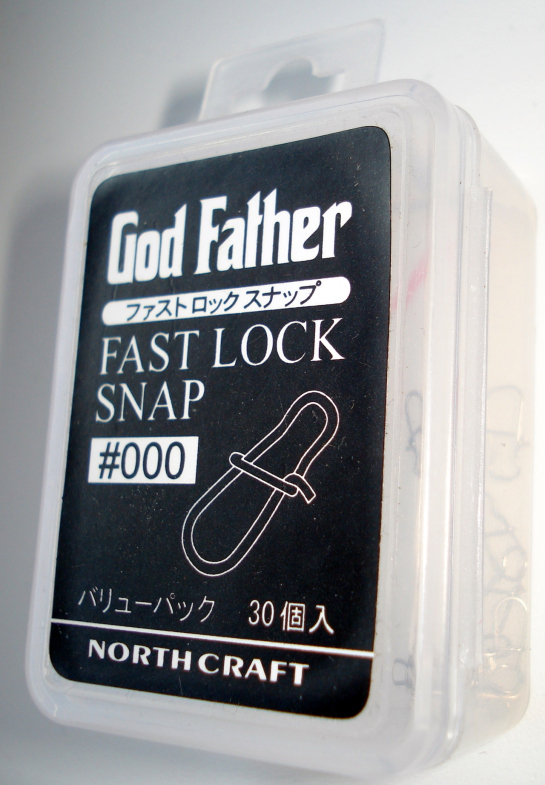 God Father
ファストロックスナップ
FAST LOCK
SNAP
#000
バリューパック 30個入
NORTH CRAFT